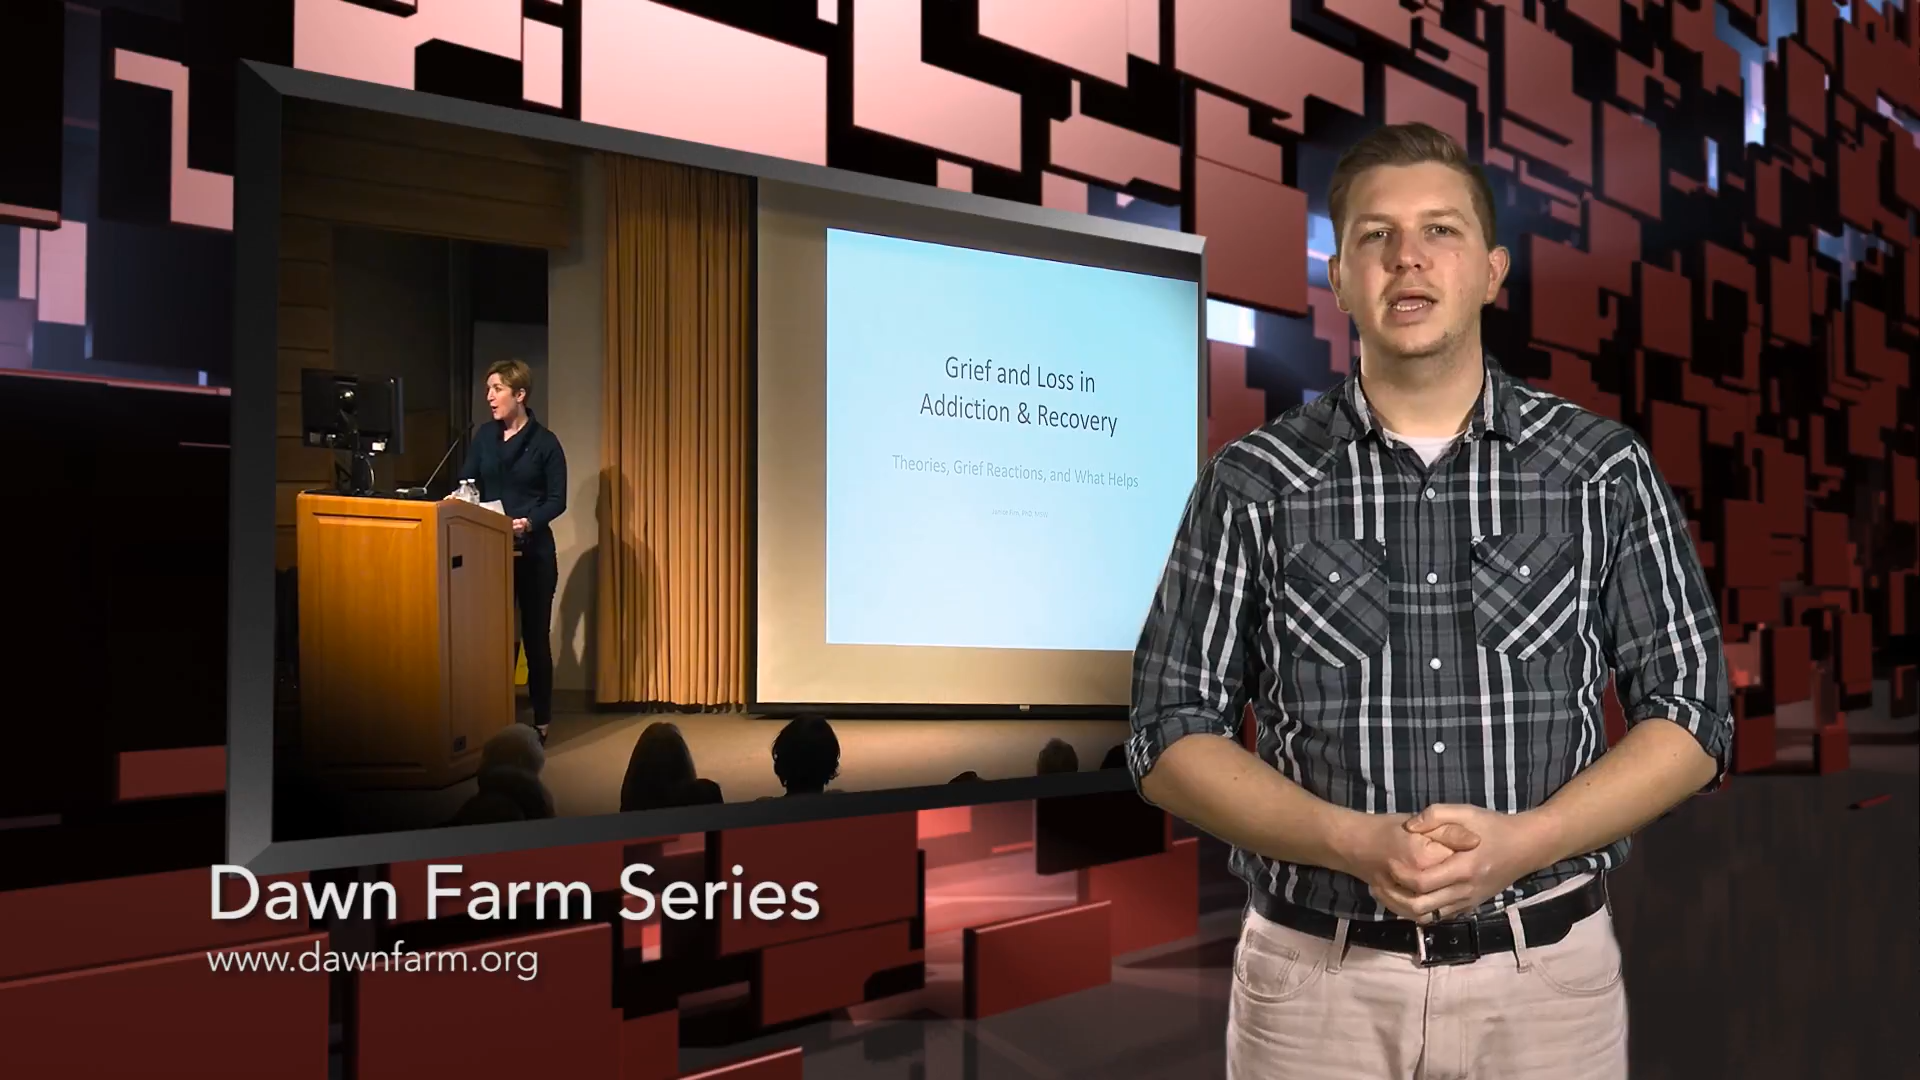 Grief and Loss in
Addiction & Recovery
Theories, Grief Reactions, and What Helps
Dawn Farm Series
www.dawnfarm.org